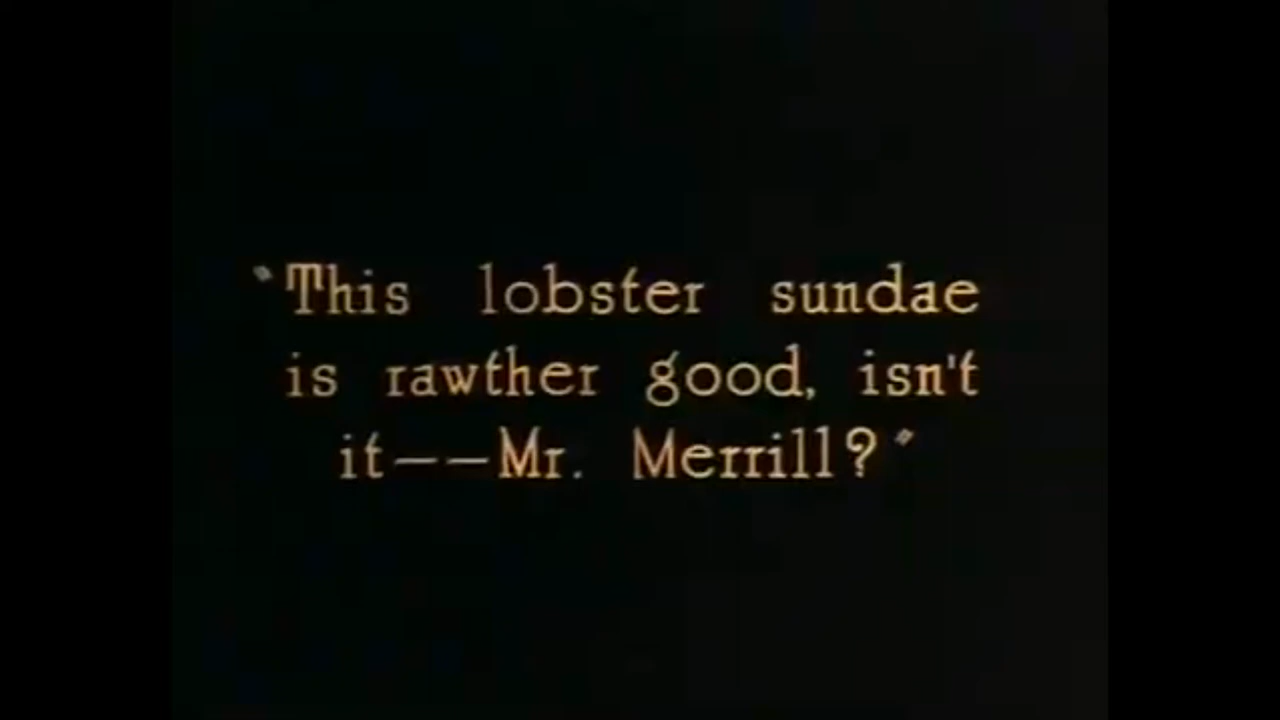 "This lobster sundae
is rawther good, isn't
it--Mr. Merrill?"